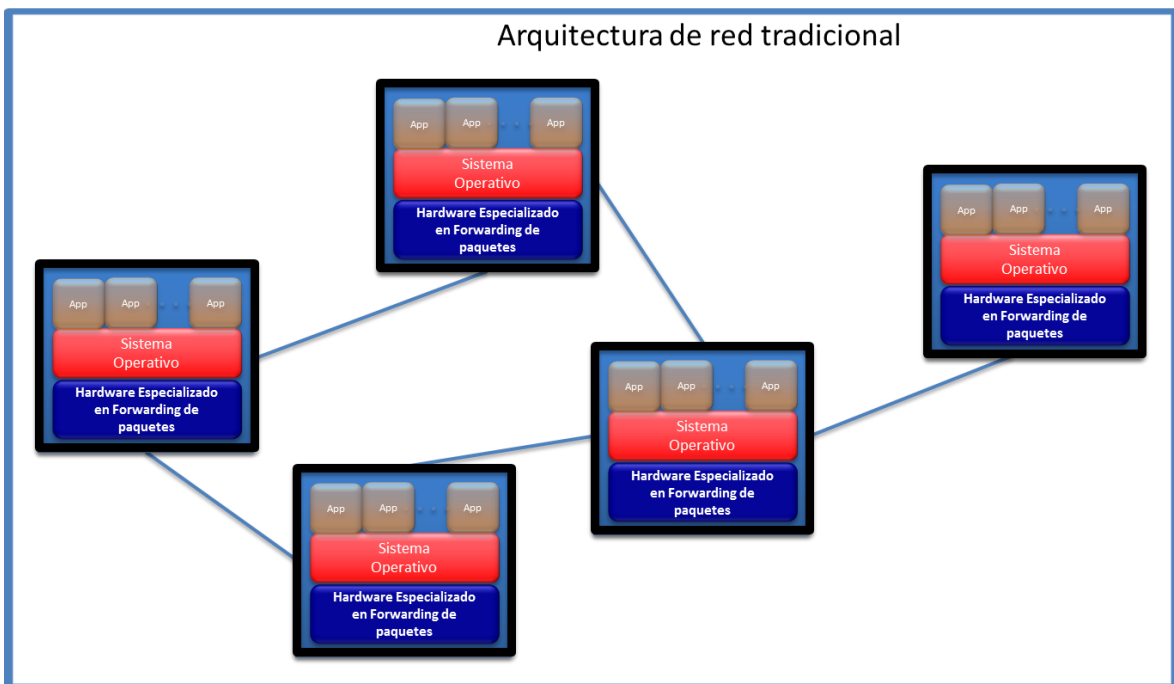 Arquitectura de red tradicional
App App . . . App
Sistema
Operativo
Hardware Especializado
en Forwarding de
paquetes
App App . . . App
Sistema
Operativo
Hardware Especializado
en Forwarding de
paquetes
App App . . . App
Sistema
Operativo
Hardware Especializado
en Forwarding de
paquetes
App App . . . App
Sistema
Operativo
Hardware Especializado
en Forwarding de
paquetes
App App . . . App
Sistema
Operativo
Hardware Especializado
en Forwarding de
paquetes